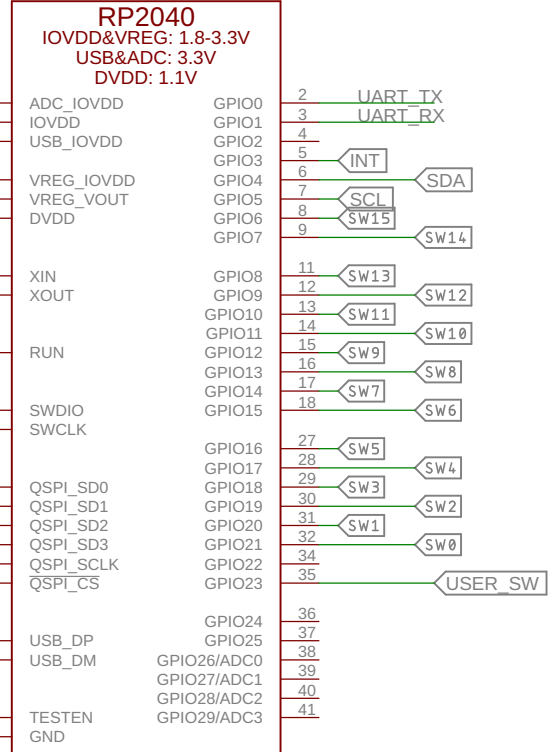 RP2040
IOVDD&VREG: 1.8-3.3V
USB&ADC: 3.3V
DVDD: 1.1V
ADC_IOVDD GPIO0 2 UART_TX
IOVDD GPIO1 3 UART_RX
USB_IOVDD GPIO2 4
GPIO3 5 INT
VREG_IOVDD GPIO4 6 SDA
VREG_VOUT GPIO5 7 SCL
DVDD GPIO6 8 SW15
GPIO7 9 SW14
XIN GPIO8 11 SW13
XOUT GPIO9 12 SW12
GPIO10 13 SW11
GPIO11 14 SW10
RUN GPIO12 15 SW9
GPIO13 16 SW8
GPIO14 17 SW7
SWDIO GPIO15 18 SW6
SWCLK
GPIO16 27 SW5
GPIO17 28 SW4
QSPI_SD0 GPIO18 29 SW3
QSPI_SD1 GPIO19 30 SW2
QSPI_SD2 GPIO20 31 SW1
QSPI_SD3 GPIO21 32 SW0
QSPI_SCLK GPIO22 34
QSPI_CS GPIO23 35 USER_SW
GPIO24 36
USB_DP GPIO25 37
USB_DM GPIO26/ADC0 38
GPIO27/ADC1 39
GPIO28/ADC2 40
TESTEN GPIO29/ADC3 41
GND